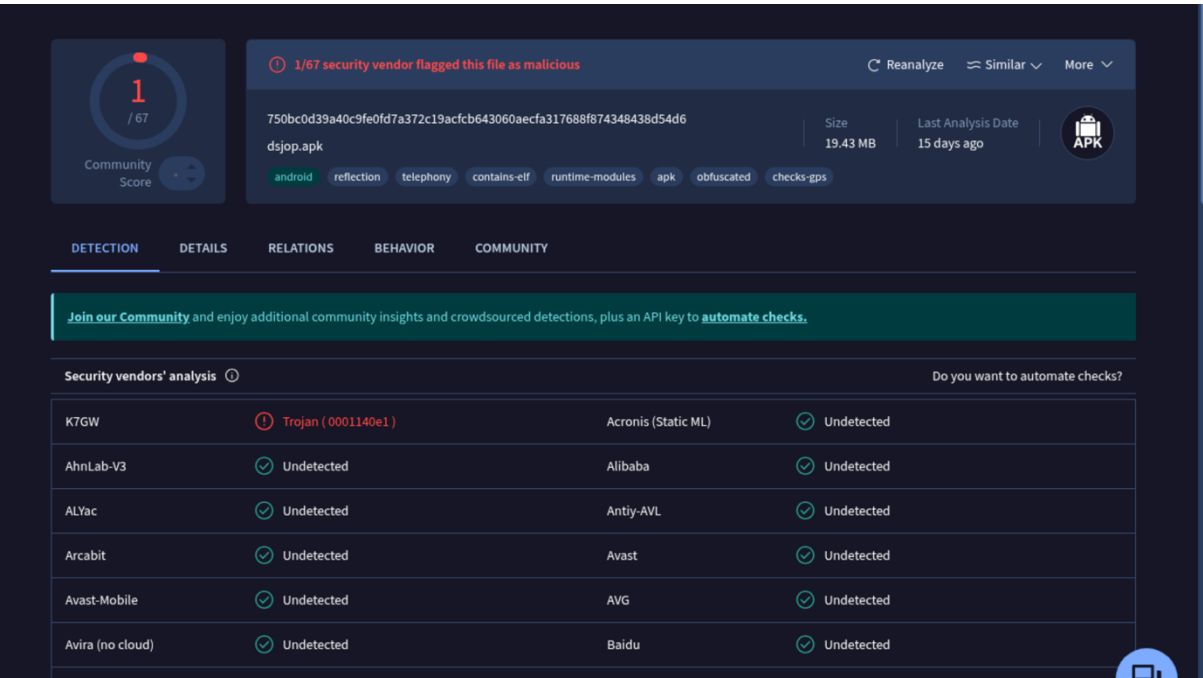 1
/ 67
Community
Score
1/67 security vendor flagged this file as malicious
Reanalyze
Similar
More
750bc0d39a40c9fe0fd7a372c19acfcb643060aecfa317688f874348438d54d6
dsjop.apk
Size
19.43 MB
Last Analysis Date
15 days ago
APK
android reflection telephony contains-elf runtime-modules apk obfuscated checks-gps
DETECTION DETAILS RELATIONS BEHAVIOR COMMUNITY
Join our Community and enjoy additional community insights and crowdsourced detections, plus an API key to automate checks.
Security vendors' analysis Do you want to automate checks?
K7GW Trojan ( 0001140e1 ) Acronis (Static ML) Undetected
AhnLab-V3 Undetected Alibaba Undetected
ALYac Undetected Antiy-AVL Undetected
Arcabit Undetected Avast Undetected
Avast-Mobile Undetected AVG Undetected
Avira (no cloud) Undetected Baidu Undetected